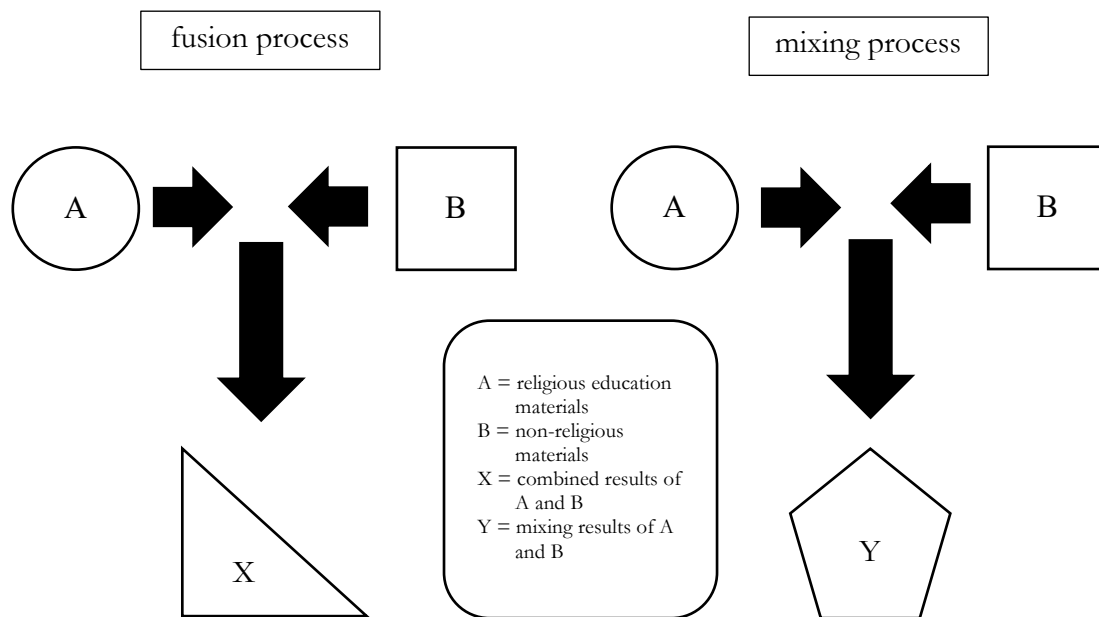 fusion process
mixing process
A
B
A
B
A = religious education
materials
B = non-religious
materials
X = combined results of
A and B
Y = mixing results of A
and B
X
Y